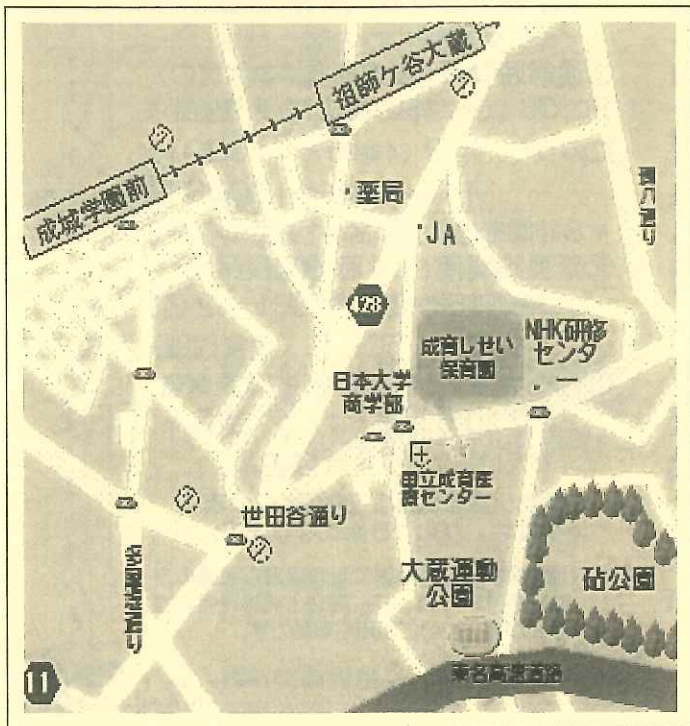 祖師ケ谷大蔵
成城学園前
・薬局
・JA
428
成育しせい
保育園
NHK研修
センタ
ー
日本大学
商学部
国立成育医
療センター
世田谷通り
大蔵運動
公園
砧公園
東名高速道路
11